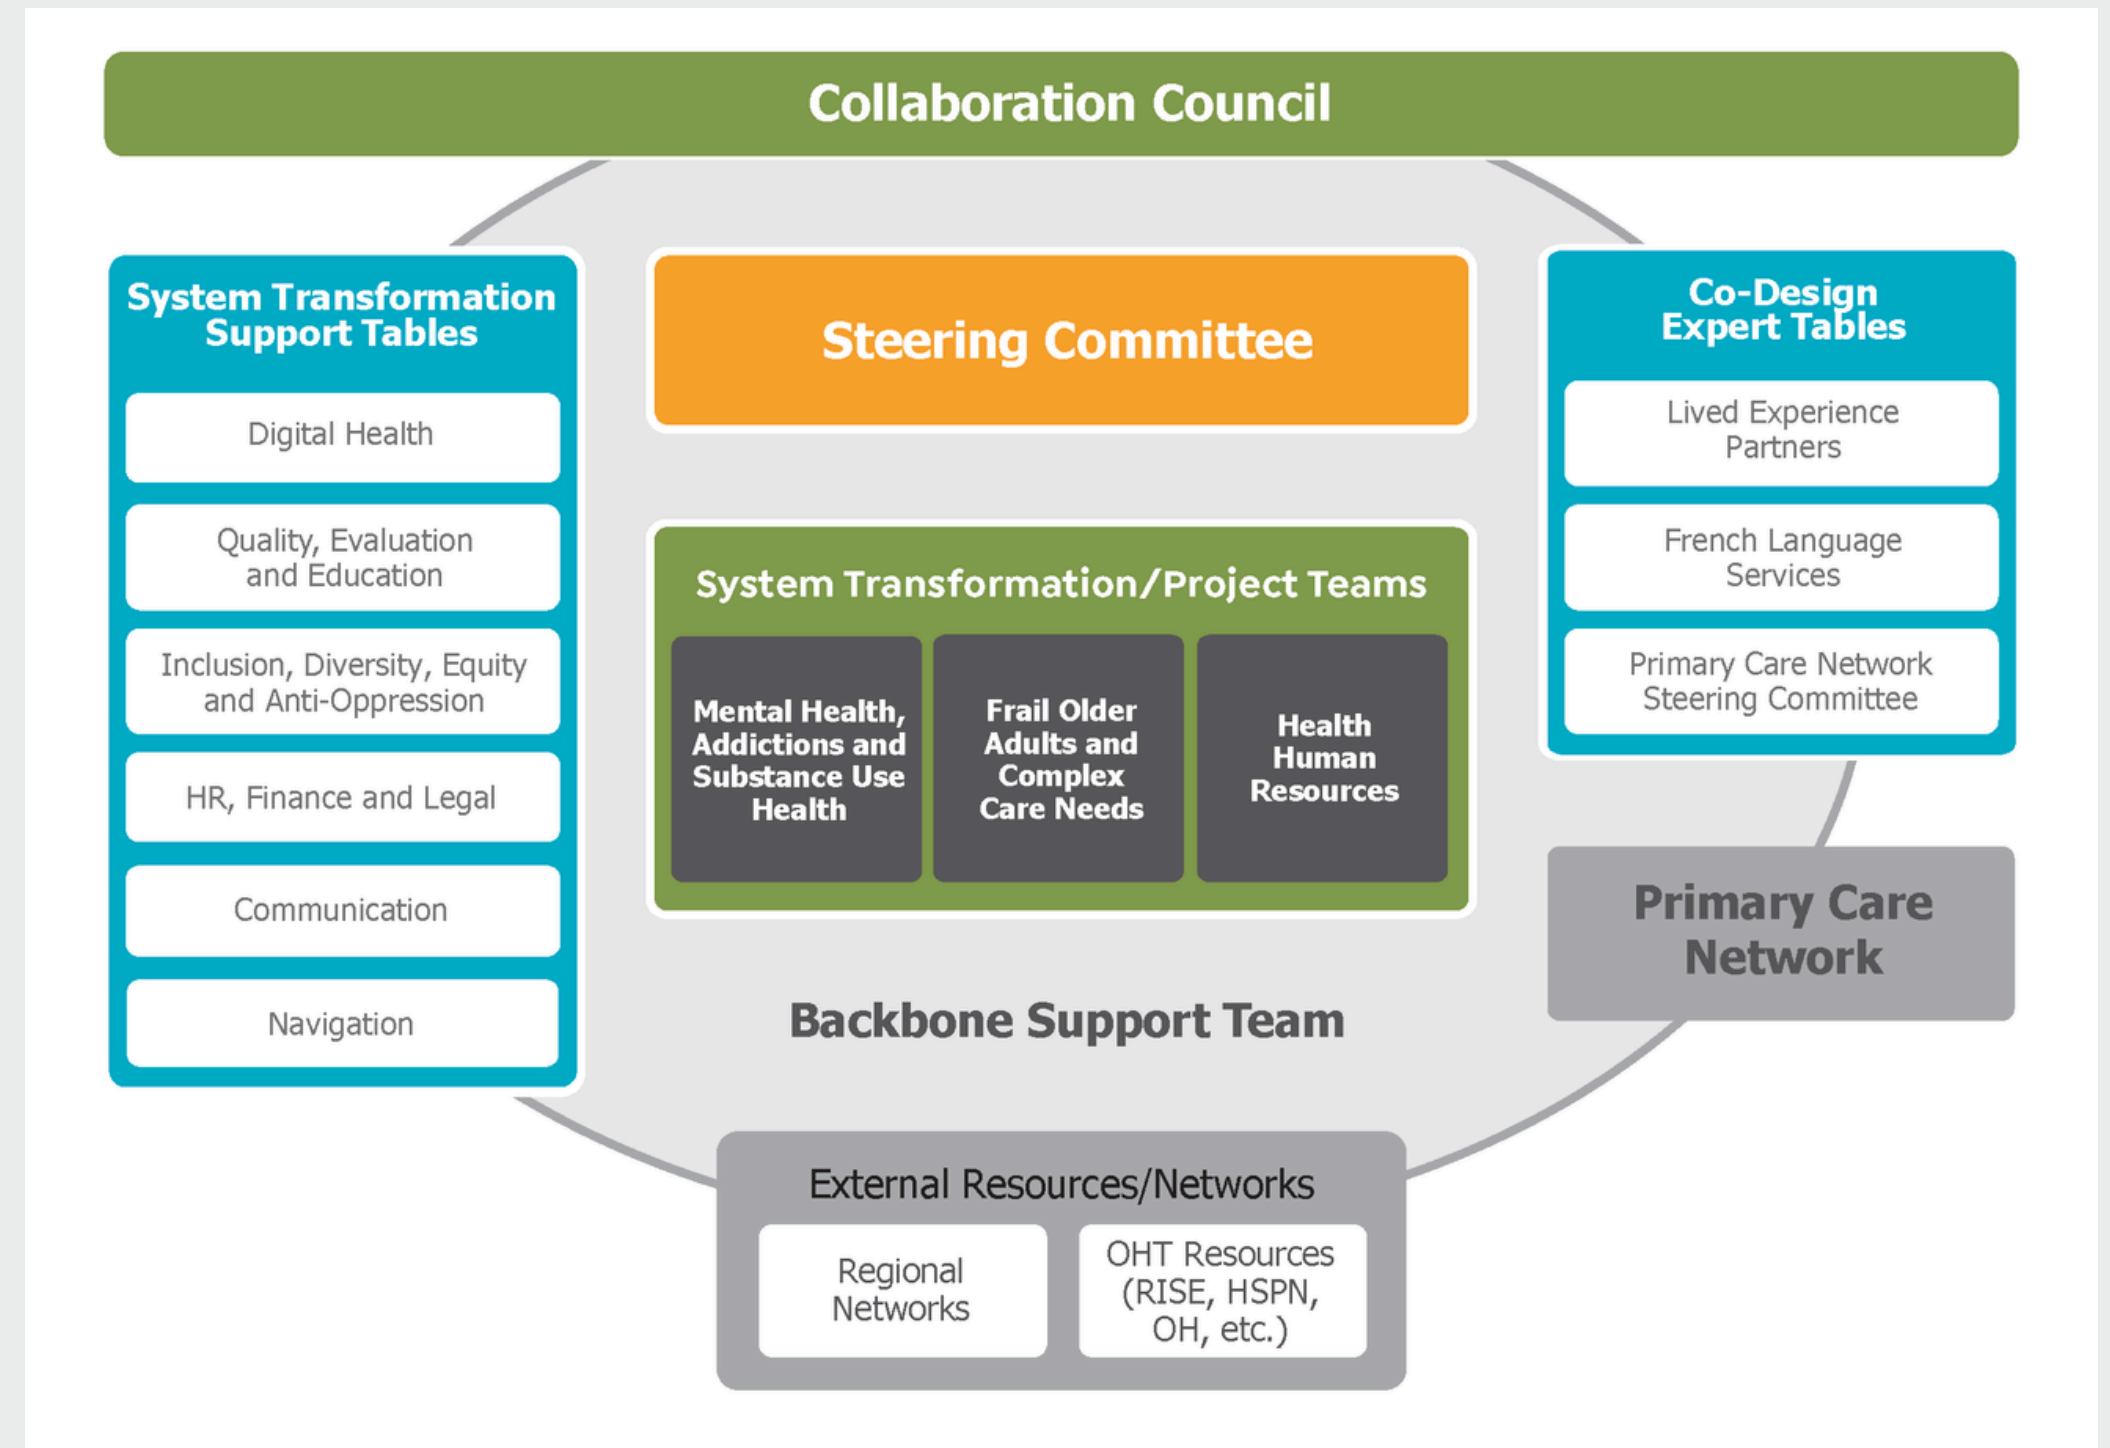 Collaboration Council
System Transformation
Support Tables
Digital Health
Quality, Evaluation
and Education
Inclusion, Diversity, Equity
and Anti-Oppression
HR, Finance and Legal
Communication
Navigation
Steering Committee
System Transformation/Project Teams
Mental Health,
Addictions and
Substance Use
Health
Frail Older
Adults and
Complex
Care Needs
Health
Human
Resources
Backbone Support Team
Co-Design
Expert Tables
Lived Experience
Partners
French Language
Services
Primary Care Network
Steering Committee
Primary Care
Network
External Resources/Networks
Regional
Networks
OHT Resources
(RISE, HSPN,
OH, etc.)